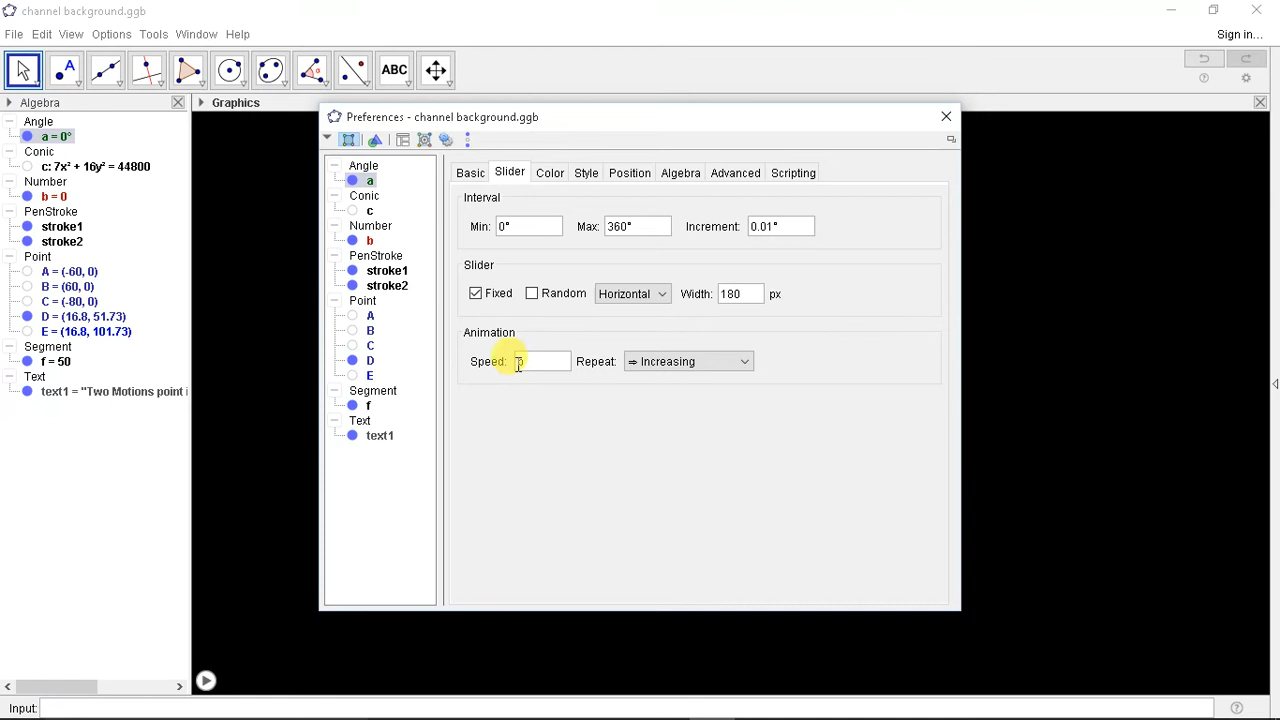 channel background.ggb
File Edit View Options Tools Window Help Sign in...
ABC
Algebra
Graphics
Angle
a = 0°
Conic
c: 7x² + 16y² = 44800
Number
b = 0
PenStroke
stroke1
stroke2
Point
A = (-60, 0)
B = (60, 0)
C = (-80, 0)
D = (16.8, 51.73)
E = (16.8, 101.73)
Segment
f = 50
Text
text1 = "Two Motions point i
Preferences - channel background.ggb
Angle
a
Conic
c
Number
b
PenStroke
stroke1
stroke2
Point
A
B
C
D
E
Segment
f
Text
text1
Basic Slider Color Style Position Algebra Advanced Scripting
Interval
Min: 0° Max: 360° Increment: 0.01°
Slider
Fixed Random Horizontal Width: 180 px
Animation
Speed: Repeat: ⇒ Increasing
Input: